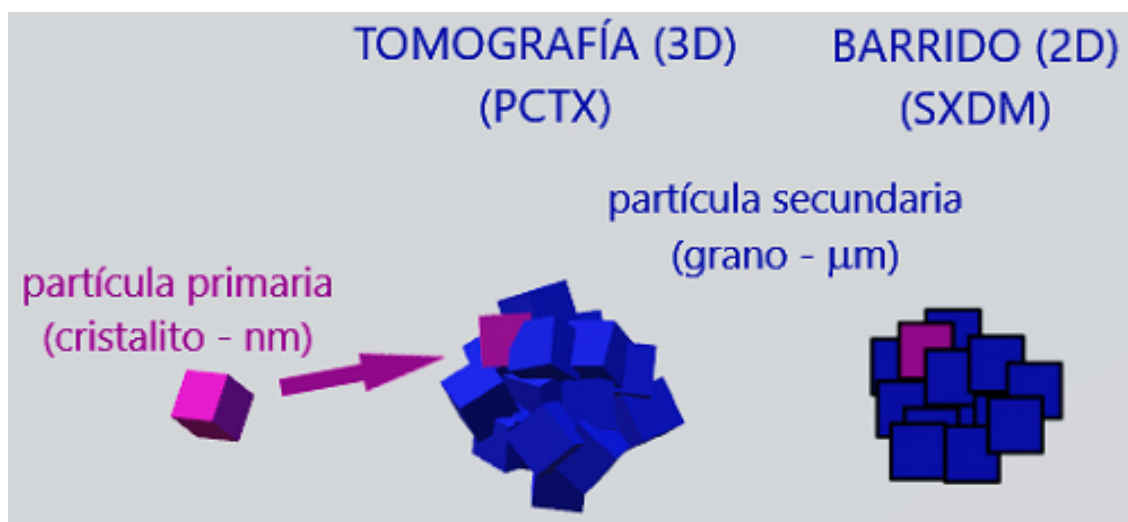 TOMOGRAFÍA (3D)
(PCTX)
BARRIDO (2D)
(SXDM)
partícula secundaria
(grano - μm)
partícula primaria
(cristalito - nm)